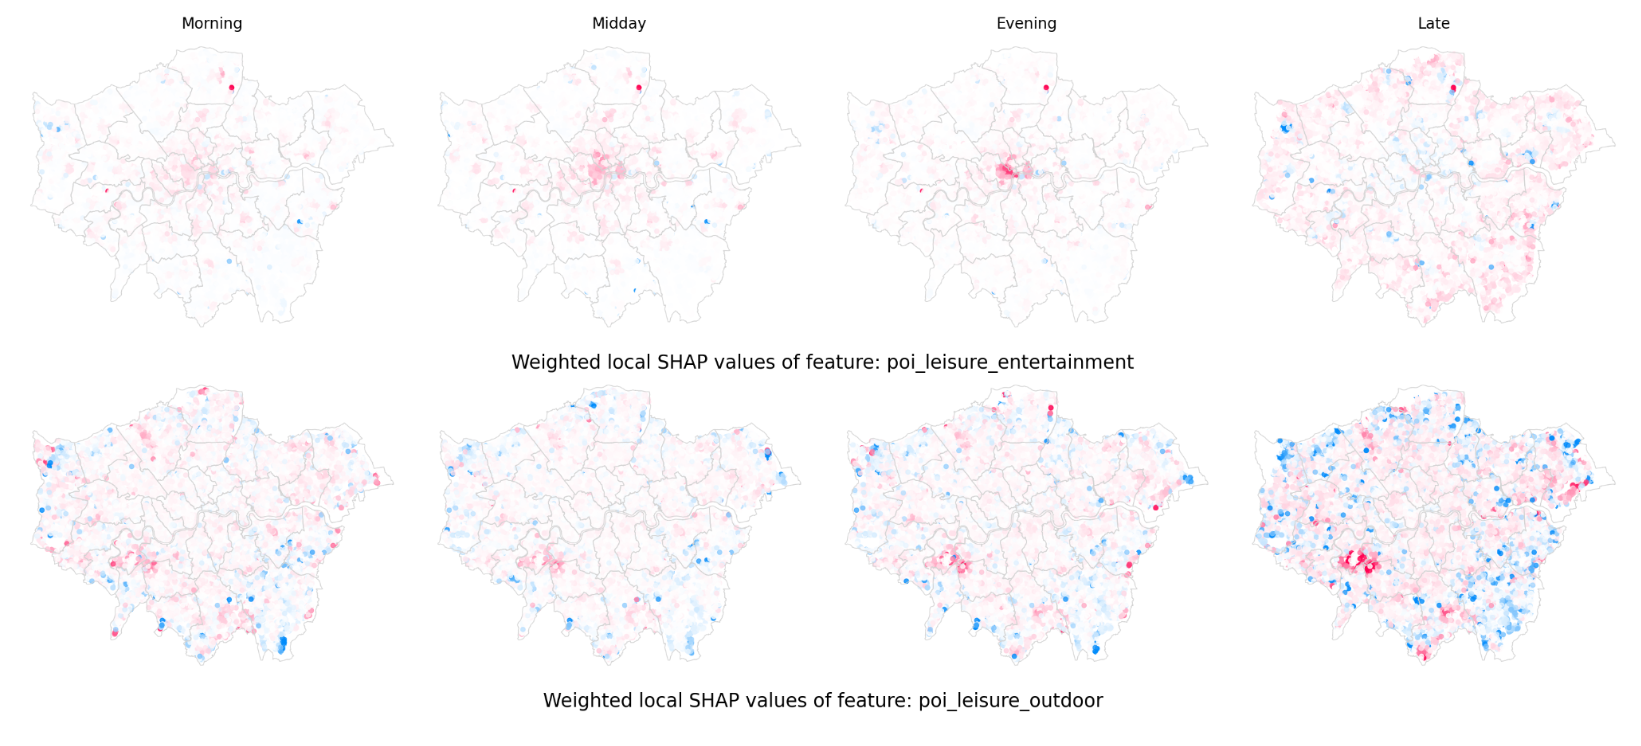 Morning Midday Evening Late
Weighted local SHAP values of feature: poi_leisure_entertainment
Weighted local SHAP values of feature: poi_leisure_outdoor